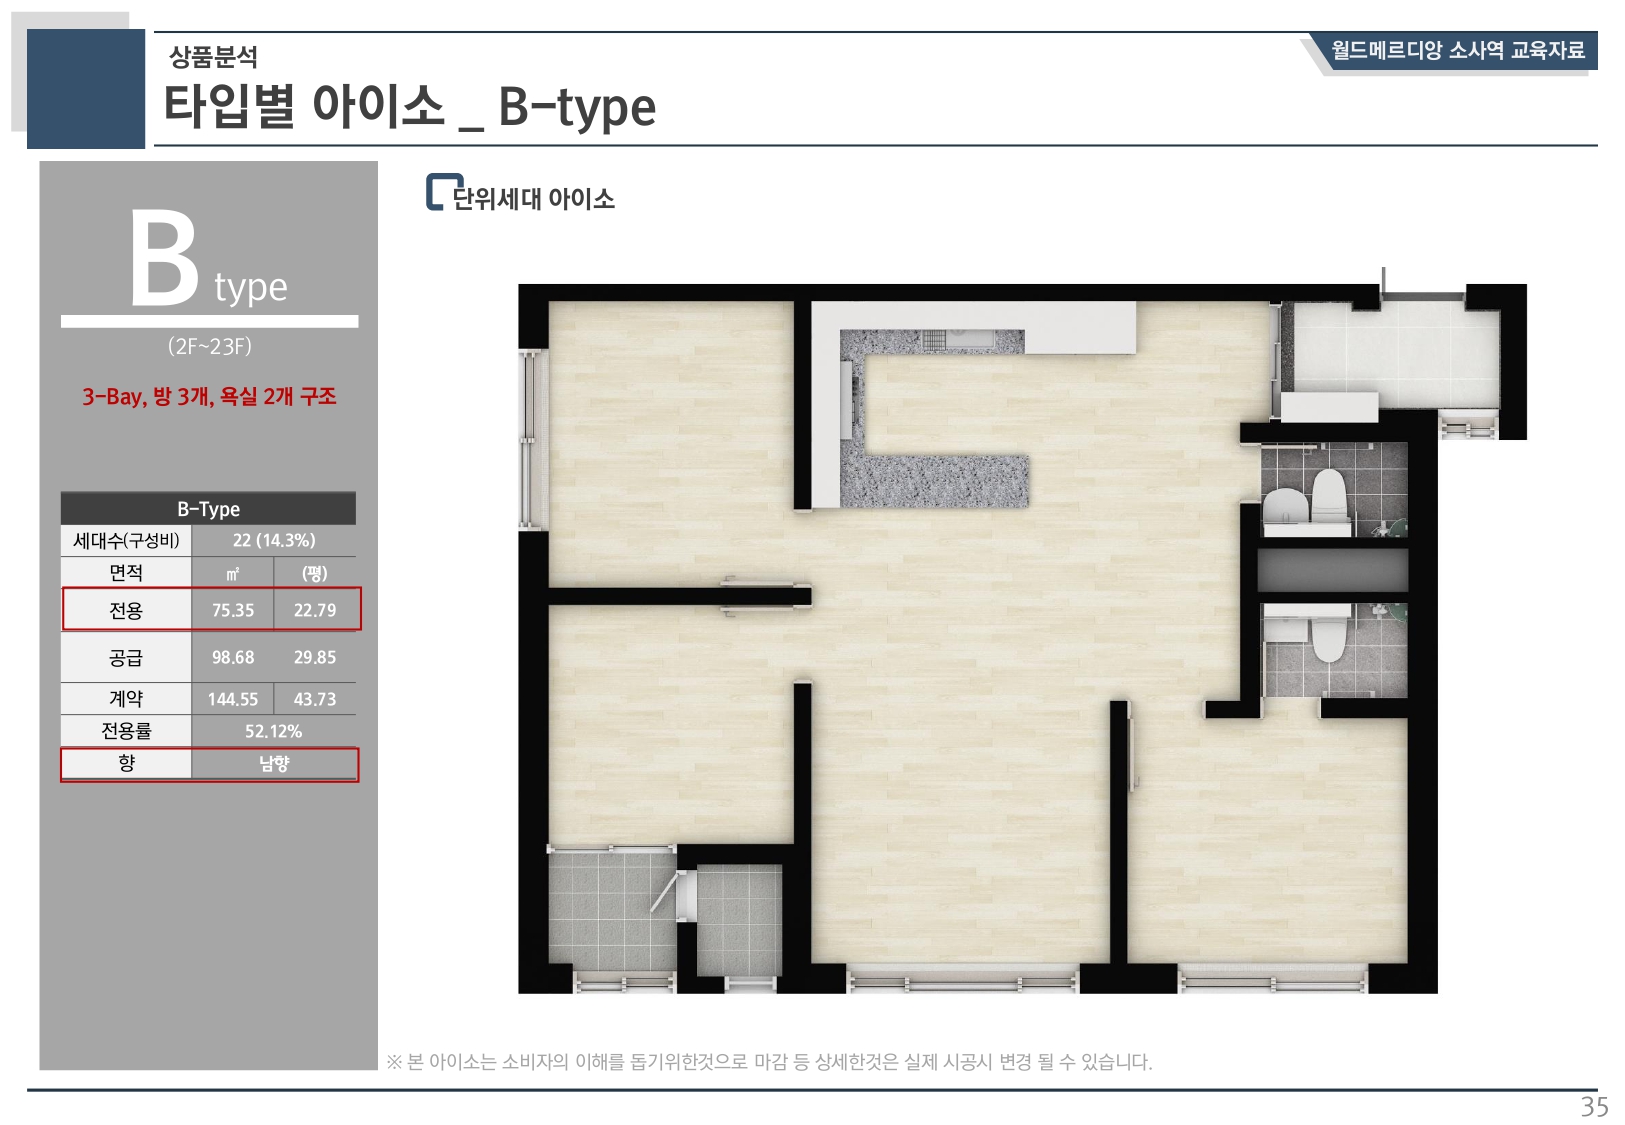 상품분석
월드메르디앙 소사역 교육자료
타입별 아이소 _ B-type
B type
(2F~23F)
3-Bay, 방 3개, 욕실 2개 구조
B-Type
세대수(구성비) 22 (14.3%)
면적 ㎡ (평)
전용 75.35 22.79
공급 98.68 29.85
계약 144.55 43.73
전용률 52.12%
향 남향
단위세대 아이소
※ 본 아이소는 소비자의 이해를 돕기위한것으로 마감 등 상세한것은 실제 시공시 변경 될 수 있습니다.
35